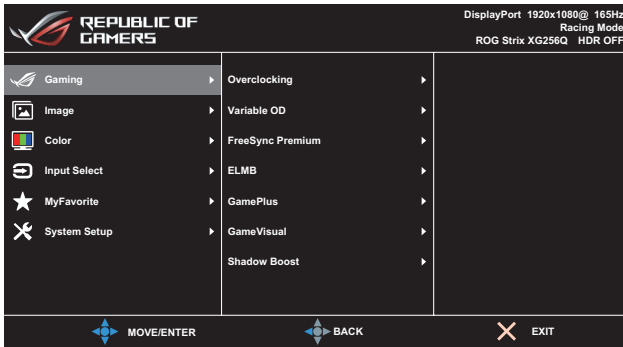 REPUBLIC OF
GAMERS
DisplayPort 1920x1080@ 165Hz
Racing Mode
ROG Strix XG256Q HDR OFF
Gaming
Image
Color
Input Select
MyFavorite
System Setup
Overclocking
Variable OD
FreeSync Premium
ELMB
GamePlus
GameVisual
Shadow Boost
MOVE/ENTER
BACK
EXIT